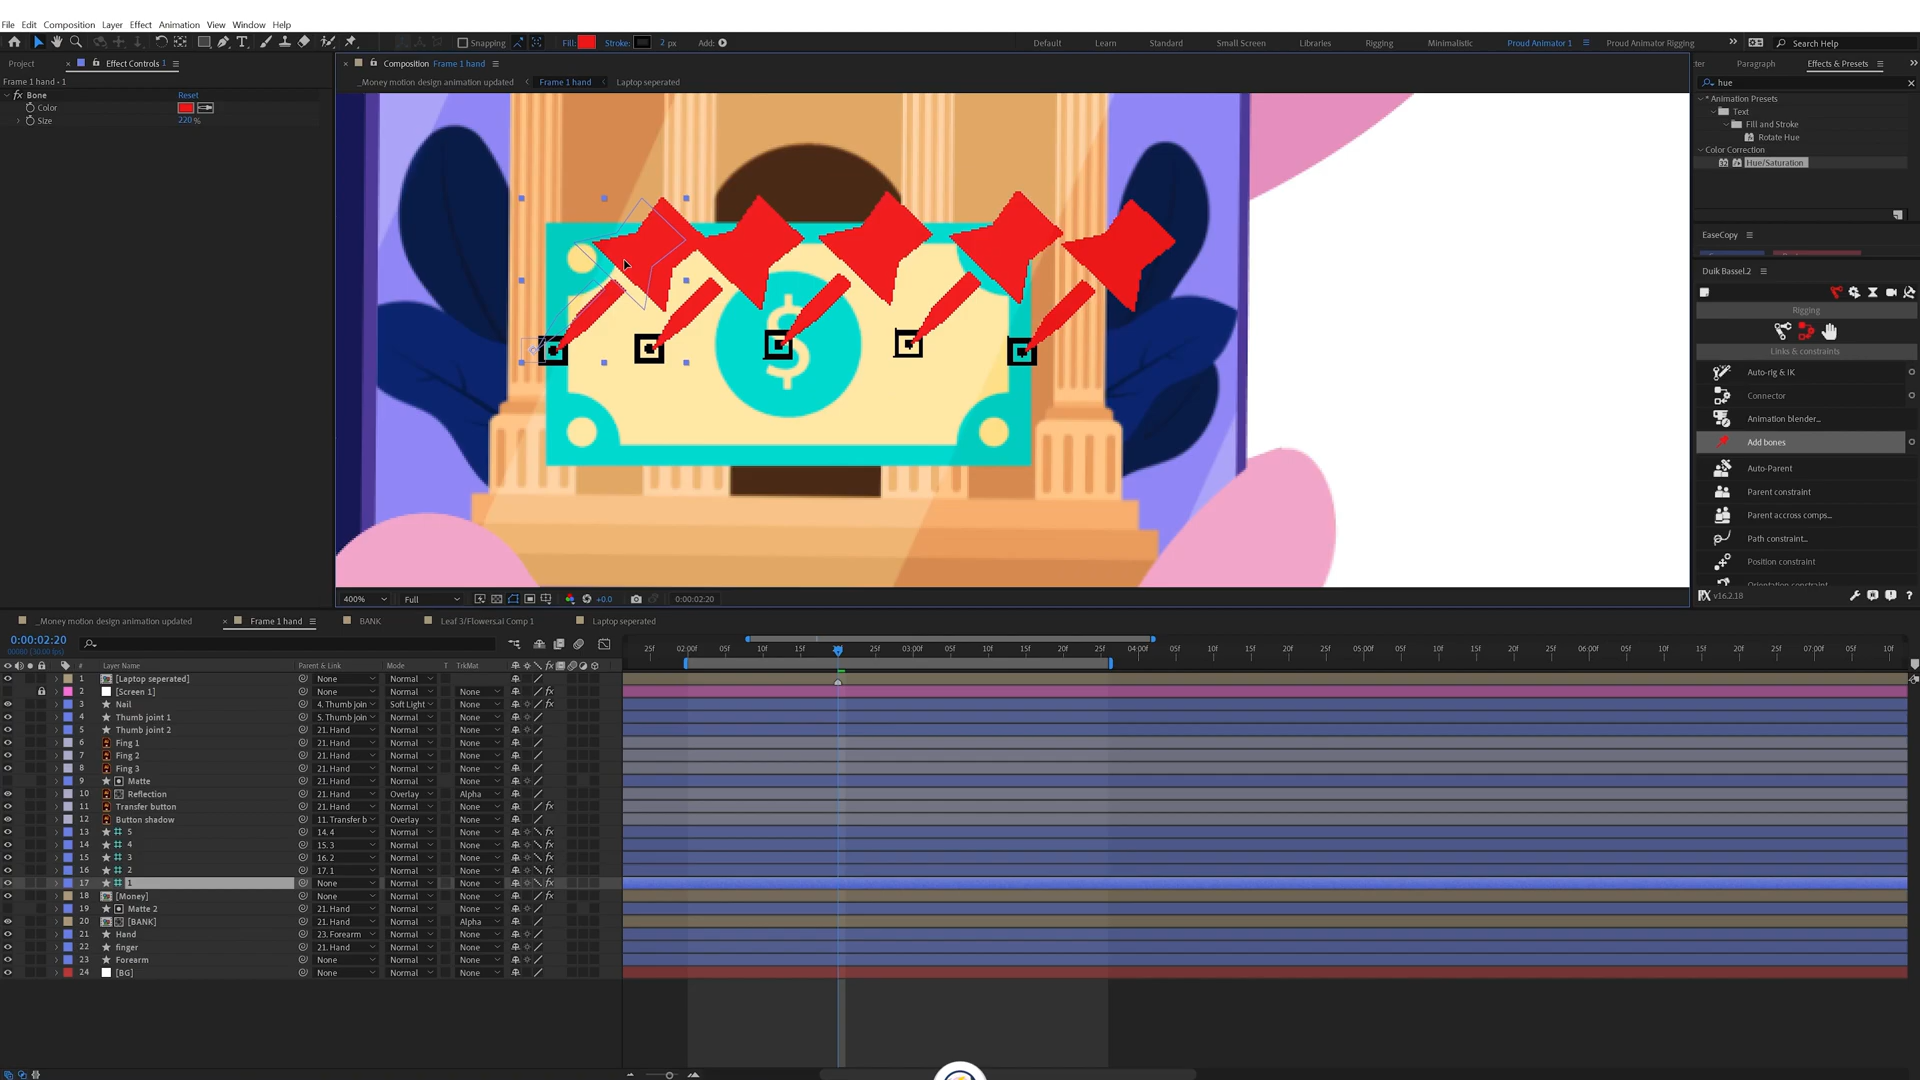 File Edit Composition Layer Effect Animation View Window Help
Snapping Fill: Stroke: 2 px Add: Default Learn Standard Small Screen Libraries Rigging Minimalistic Proud Animator 1 Proud Animator Rigging Search Help
Project Effect Controls 1
Frame 1 hand • 1
fx Bone Reset
Color
Size 220 %
Composition Frame 1 hand
_Money motion design animation updated Frame 1 hand Laptop seperated
$
400% Full +0.0 0:00:02:20
ter Paragraph Effects & Presets
hue
* Animation Presets
Text
Fill and Stroke
Rotate Hue
Color Correction
Hue/Saturation
EaseCopy
Duik Bassel.2
Rigging
Links & constraints
Auto-rig & IK
Connector
Animation blender...
Add bones
Auto-Parent
Parent constraint
Parent accross comps...
Path constraint...
Position constraint
Orientation constraint
v16.2.18
_Money motion design animation updated Frame 1 hand BANK Leaf 3/Flowers.ai Comp 1 Laptop seperated
0:00:02:20
25f 02:00f 05f 10f 15f 20f 25f 03:00f 05f 10f 15f 20f 25f 04:00f 05f 10f 15f 20f 25f 05:00f 05f 10f 15f 20f 25f 06:00f 05f 10f 15f 20f 25f 07:00f 05f 10f
# Layer Name Parent & Link Mode T TrkMat
1 [Laptop seperated] None Normal
2 [Screen 1] None Normal None
3 Nail 4. Thumb join Soft Light None
4 Thumb joint 1 5. Thumb join Normal None
5 Thumb joint 2 21. Hand Normal None
6 Fing 1 21. Hand Normal None
7 Fing 2 21. Hand Normal None
8 Fing 3 21. Hand Normal None
9 Matte 21. Hand Normal None
10 Reflection 21. Hand Overlay Alpha
11 Transfer button 21. Hand Normal None
12 Button shadow 11. Transfer b Overlay None
13 5 14. 4 Normal None
14 4 15. 3 Normal None
15 3 16. 2 Normal None
16 2 17. 1 Normal None
17 1 None Normal None
18 [Money] None Normal None
19 Matte 2 21. Hand Normal None
20 [BANK] 21. Hand Normal Alpha
21 Hand 23. Forearm Normal None
22 finger 21. Hand Normal None
23 Forearm None Normal None
24 [BG] None Normal None